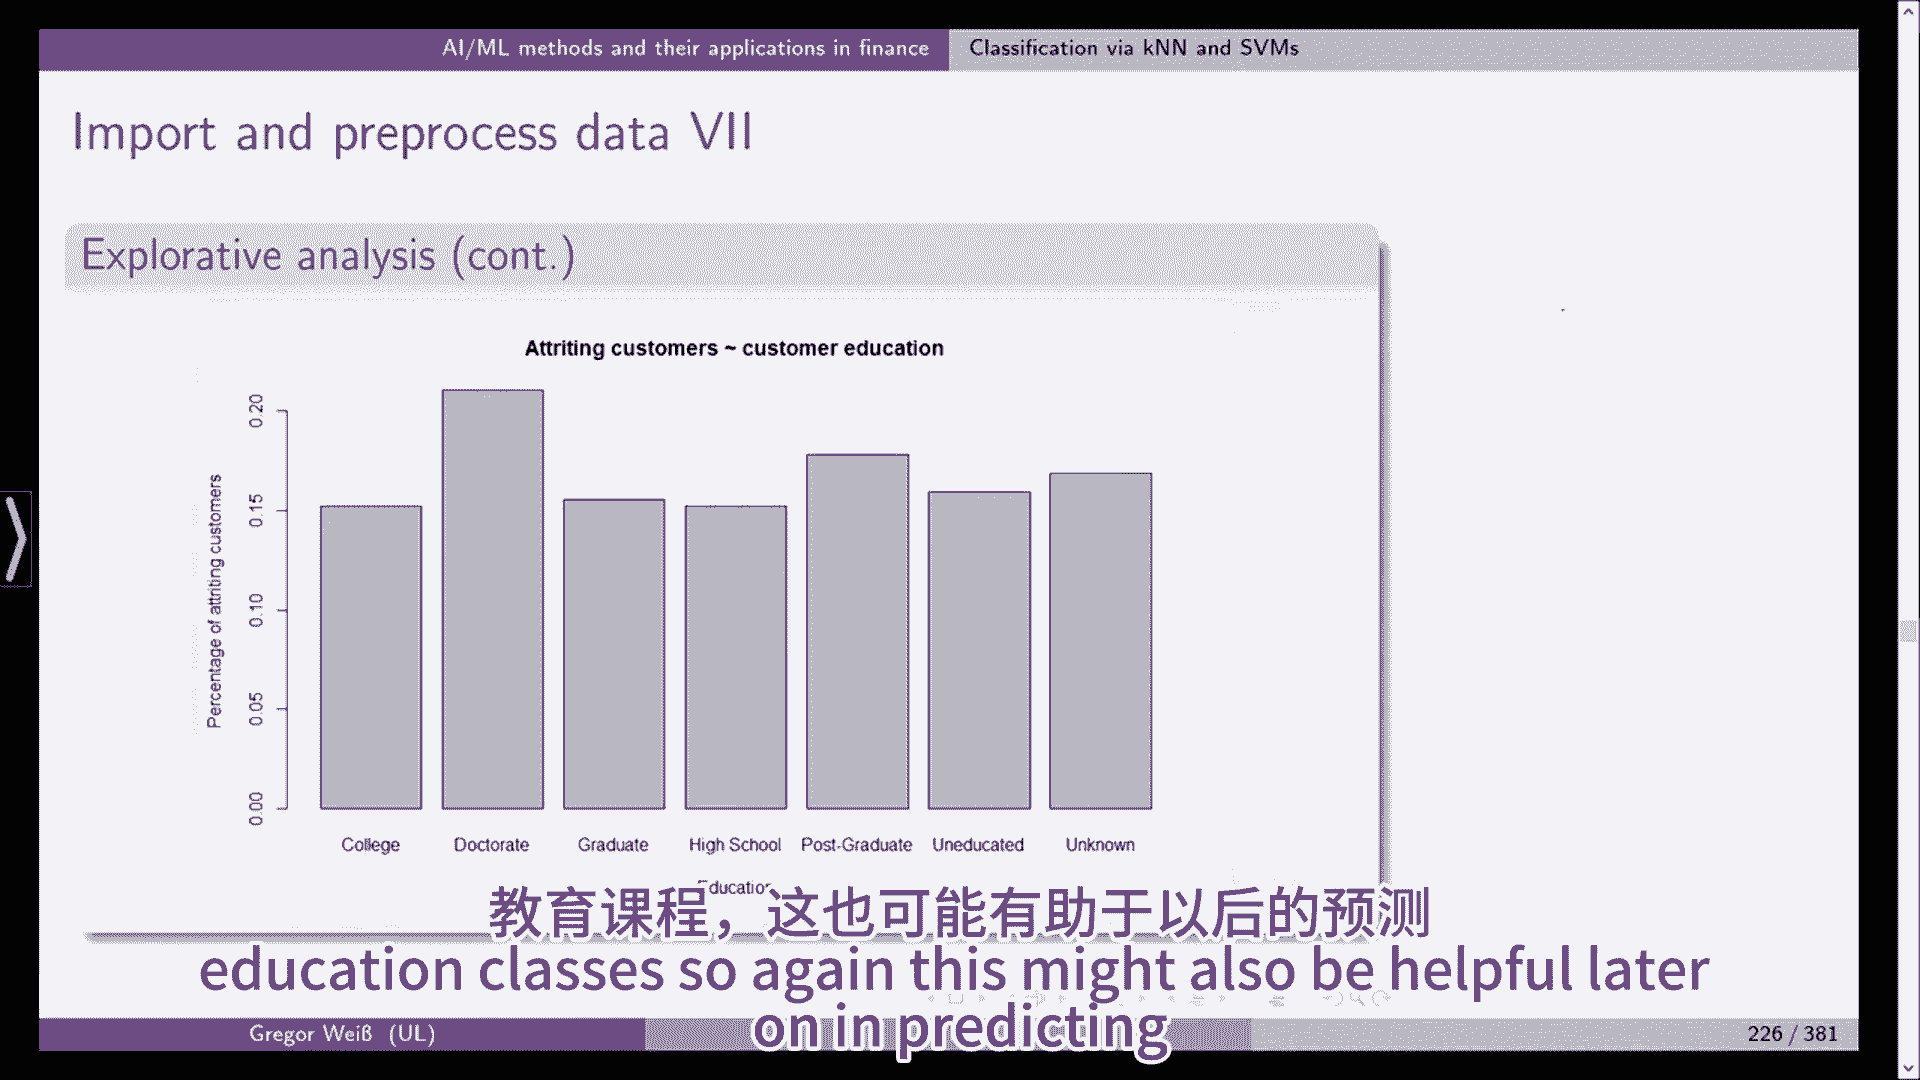 AI/ML methods and their applications in finance
Classification via kNN and SVMs
Import and preprocess data VII
Explorative analysis (cont.)
Attriting customers ~ customer education
Percentage of attriting customers
0.20
0.15
0.10
0.05
0.00
College
Doctorate
Graduate
High School
Post-Graduate
Uneducated
Unknown
Education
教育课程，这也可能有助于以后的预测
education classes so again this might also be helpful later
on in predicting
Gregor Weiß (UL)
226 / 381